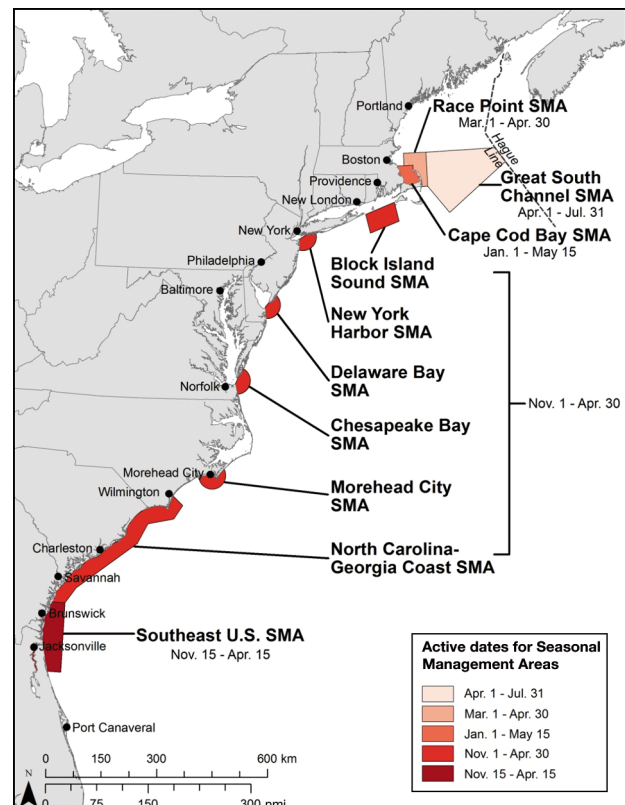 Portland
Race Point SMA
Mar. 1 - Apr. 30
Hague
Line
Boston
Providence
Great South
Channel SMA
Apr. 1 - Jul. 31
New London
New York
Cape Cod Bay SMA
Jan. 1 - May 15
Philadelphia
Block Island
Sound SMA
Baltimore
New York
Harbor SMA
Delaware Bay
SMA
Norfolk
Nov. 1 - Apr. 30
Chesapeake Bay
SMA
Morehead City
Wilmington
Morehead City
SMA
Charleston
North Carolina-
Georgia Coast SMA
Savannah
Brunswick
Southeast U.S. SMA
Nov. 15 - Apr. 15
Jacksonville
Port Canaveral
Active dates for Seasonal
Management Areas
Apr. 1 - Jul. 31
Mar. 1 - Apr. 30
Jan. 1 - May 15
Nov. 1 - Apr. 30
Nov. 15 - Apr. 15
0 150 300 600 km
N
0 75 150 300 nmi